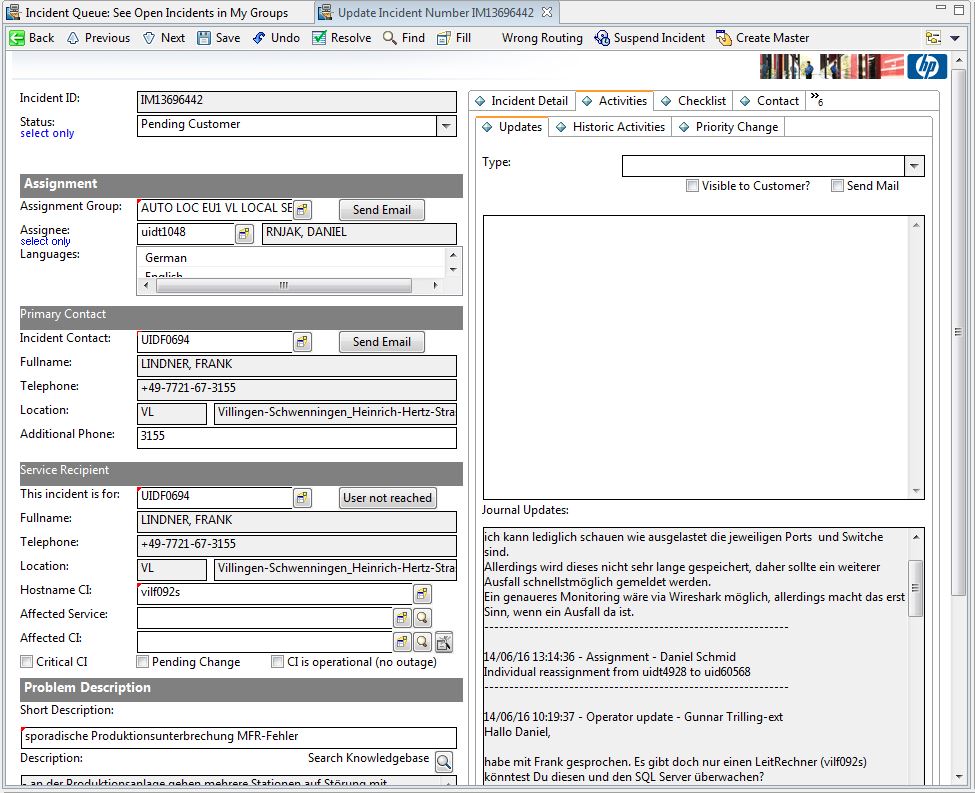 Incident Queue: See Open Incidents in My Groups
Update Incident Number IM13696442
Back Previous Next Save Undo Resolve Find Fill Wrong Routing Suspend Incident Create Master
hp
Incident ID: IM13696442
Status: Pending Customer
select only
Assignment
Assignment Group: AUTO LOC EU1 VL LOCAL SE Send Email
Assignee: uidt1048 RNJAK, DANIEL
select only
Languages: German
English
Primary Contact
Incident Contact: UIDF0694 Send Email
Fullname: LINDNER, FRANK
Telephone: +49-7721-67-3155
Location: VL Villingen-Schwenningen_Heinrich-Hertz-Stra
Additional Phone: 3155
Service Recipient
This incident is for: UIDF0694 User not reached
Fullname: LINDNER, FRANK
Telephone: +49-7721-67-3155
Location: VL Villingen-Schwenningen_Heinrich-Hertz-Stra
Hostname CI: vilf092s
Affected Service:
Affected CI:
Critical CI Pending Change CI is operational (no outage)
Problem Description
Short Description:
sporadische Produktionsunterbrechung MFR-Fehler
Description: Search Knowledgebase
- an der Produktionsanlage gehen mehrere Stationen auf Störung mit
Incident Detail Activities Checklist Contact »6
Updates Historic Activities Priority Change
Type:
Visible to Customer? Send Mail
Journal Updates:
ich kann lediglich schauen wie ausgelastet die jeweiligen Ports und Switche
sind.
Allerdings wird dieses nicht sehr lange gespeichert, daher sollte ein weiterer
Ausfall schnellstmöglich gemeldet werden.
Ein genaueres Monitoring wäre via Wireshark möglich, allerdings macht das erst
Sinn, wenn ein Ausfall da ist.
--------------------------------------------------------------
14/06/16 13:14:36 - Assignment - Daniel Schmid
Individual reassignment from uidt4928 to uid60568
--------------------------------------------------------------
14/06/16 10:19:37 - Operator update - Gunnar Trilling-ext
Hallo Daniel,
habe mit Frank gesprochen. Es gibt doch nur einen LeitRechner (vilf092s)
könntest Du diesen und den SQL Server überwachen?